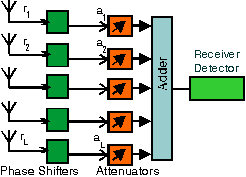 r1
a1
r2
a2
Receiver
Detector
Adder
rL
aL
Phase Shifters
Attenuators